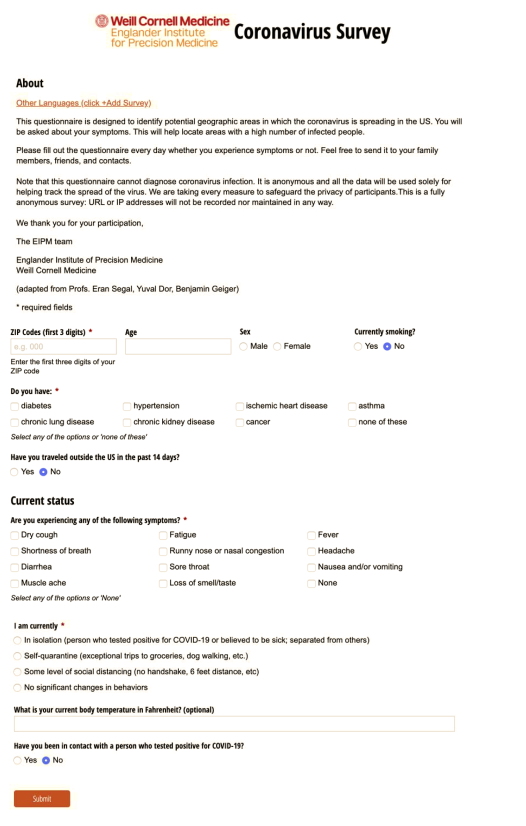 Weill Cornell Medicine
Englander Institute
for Precision Medicine
Coronavirus Survey
About
Other Languages (click +Add Survey)
This questionnaire is designed to identify potential geographic areas in which the coronavirus is spreading in the US. You will
be asked about your symptoms. This will help locate areas with a high number of infected people.
Please fill out the questionnaire every day whether you experience symptoms or not. Feel free to send it to your family
members, friends, and contacts.
Note that this questionnaire cannot diagnose coronavirus infection. It is anonymous and all the data will be used solely for
helping track the spread of the virus. We are taking every measure to safeguard the privacy of participants.This is a fully
anonymous survey: URL or IP addresses will not be recorded nor maintained in any way.
We thank you for your participation,
The EIPM team
Englander Institute of Precision Medicine
Weill Cornell Medicine
(adapted from Profs. Eran Segal, Yuval Dor, Benjamin Geiger)
* required fields
ZIP Codes (first 3 digits) * Age Sex Currently smoking?
e.g. 000 Male Female Yes No
Enter the first three digits of your
ZIP code
Do you have: *
diabetes hypertension ischemic heart disease asthma
chronic lung disease chronic kidney disease cancer none of these
Select any of the options or 'none of these'
Have you traveled outside the US in the past 14 days?
Yes No
Current status
Are you experiencing any of the following symptoms? *
Dry cough Fatigue Fever
Shortness of breath Runny nose or nasal congestion Headache
Diarrhea Sore throat Nausea and/or vomiting
Muscle ache Loss of smell/taste None
Select any of the options or 'None'
I am currently *
In isolation (person who tested positive for COVID-19 or believed to be sick; separated from others)
Self-quarantine (exceptional trips to groceries, dog walking, etc.)
Some level of social distancing (no handshake, 6 feet distance, etc)
No significant changes in behaviors
What is your current body temperature in Fahrenheit? (optional)
Have you been in contact with a person who tested positive for COVID-19?
Yes No
Submit